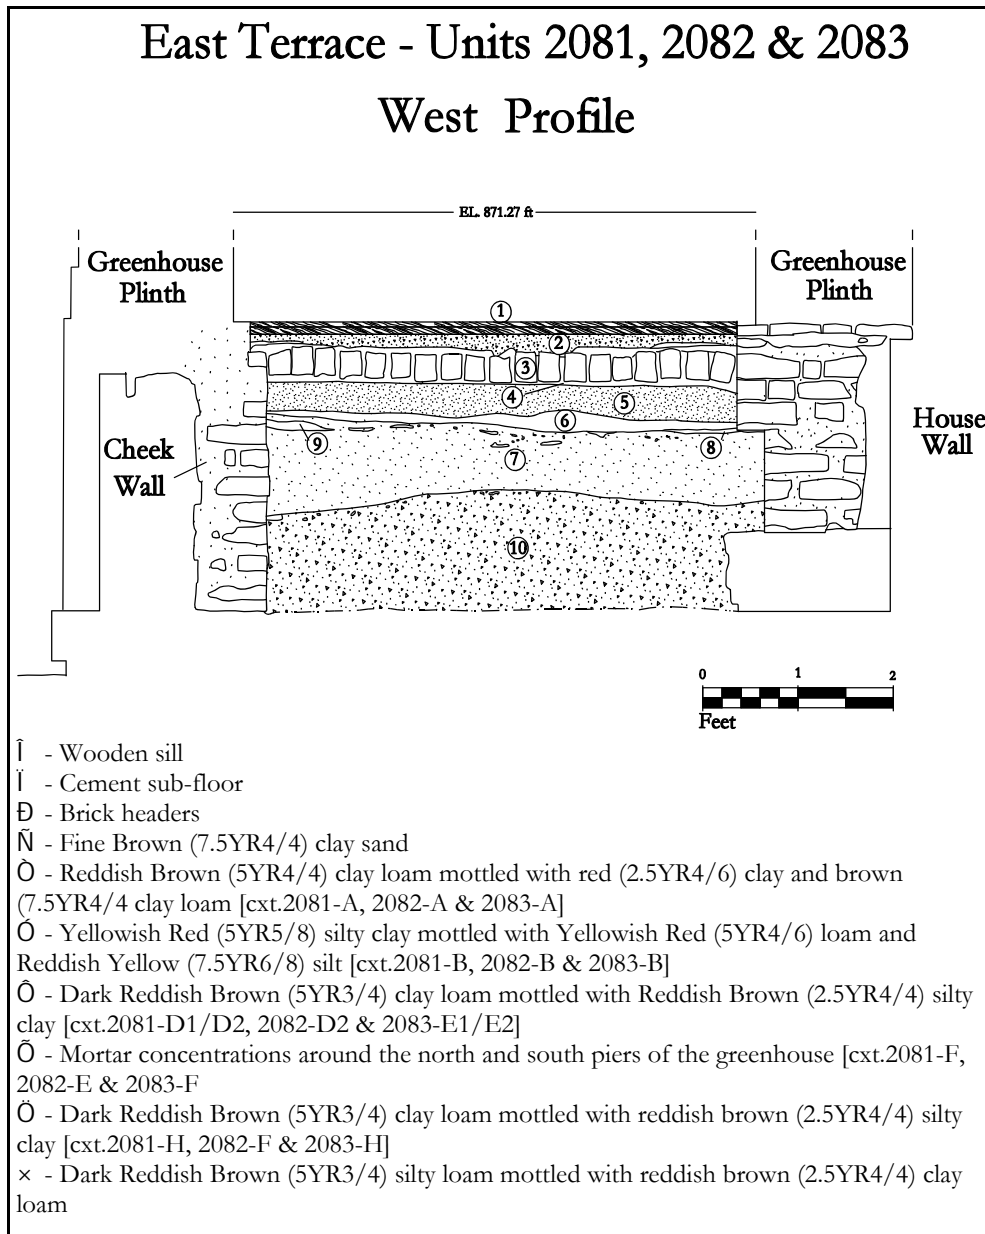 East Terrace - Units 2081, 2082 & 2083
West Profile
EL. 871.27 ft
Greenhouse
Plinth
Greenhouse
Plinth
1
2
3
4
5
6
7
8
9
10
Cheek
Wall
House
Wall
0 1 2
Feet
Î - Wooden sill
Ï - Cement sub-floor
Ð - Brick headers
Ñ - Fine Brown (7.5YR4/4) clay sand
Ò - Reddish Brown (5YR4/4) clay loam mottled with red (2.5YR4/6) clay and brown
(7.5YR4/4 clay loam [cxt.2081-A, 2082-A & 2083-A]
Ó - Yellowish Red (5YR5/8) silty clay mottled with Yellowish Red (5YR4/6) loam and
Reddish Yellow (7.5YR6/8) silt [cxt.2081-B, 2082-B & 2083-B]
Ô - Dark Reddish Brown (5YR3/4) clay loam mottled with Reddish Brown (2.5YR4/4) silty
clay [cxt.2081-D1/D2, 2082-D2 & 2083-E1/E2]
Õ - Mortar concentrations around the north and south piers of the greenhouse [cxt.2081-F,
2082-E & 2083-F
Ö - Dark Reddish Brown (5YR3/4) clay loam mottled with reddish brown (2.5YR4/4) silty
clay [cxt.2081-H, 2082-F & 2083-H]
× - Dark Reddish Brown (5YR3/4) silty loam mottled with reddish brown (2.5YR4/4) clay
loam